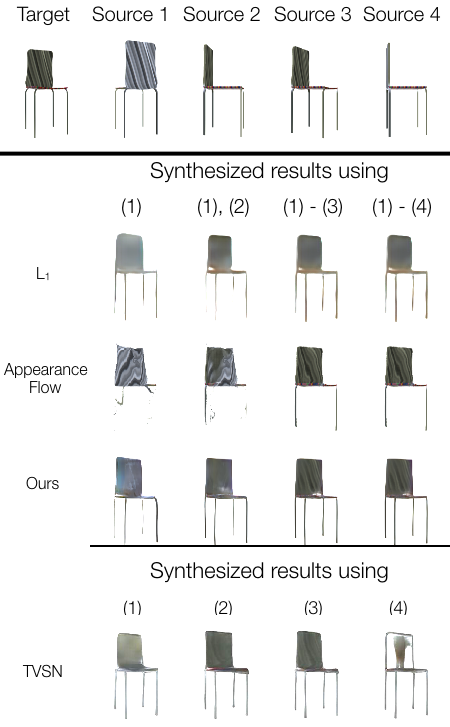 Target Source 1 Source 2 Source 3 Source 4
Synthesized results using
(1) (1), (2) (1) - (3) (1) - (4)
L₁
Appearance
Flow
Ours
Synthesized results using
(1) (2) (3) (4)
TVSN